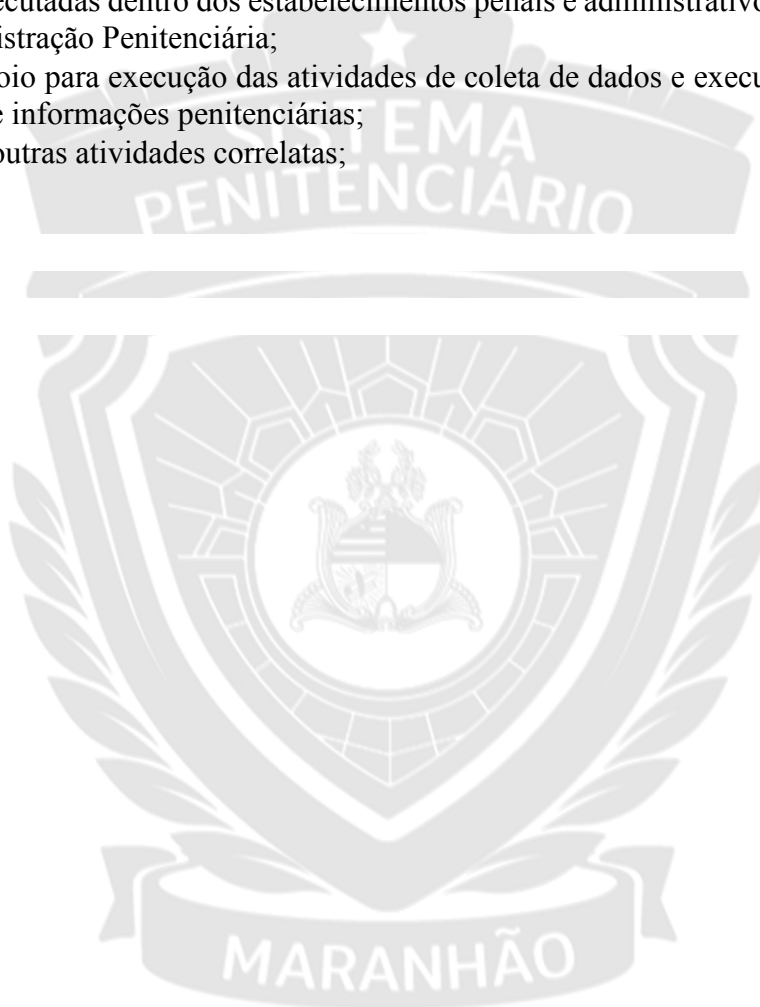 ecutadas dentro dos estabelecimentos penais e administrativo
istração Penitenciária;
oio para execução das atividades de coleta de dados e execu
e informações penitenciárias;
outras atividades correlatas;
SISTEMA
PENITENCIÁRIO
MARANHÃO